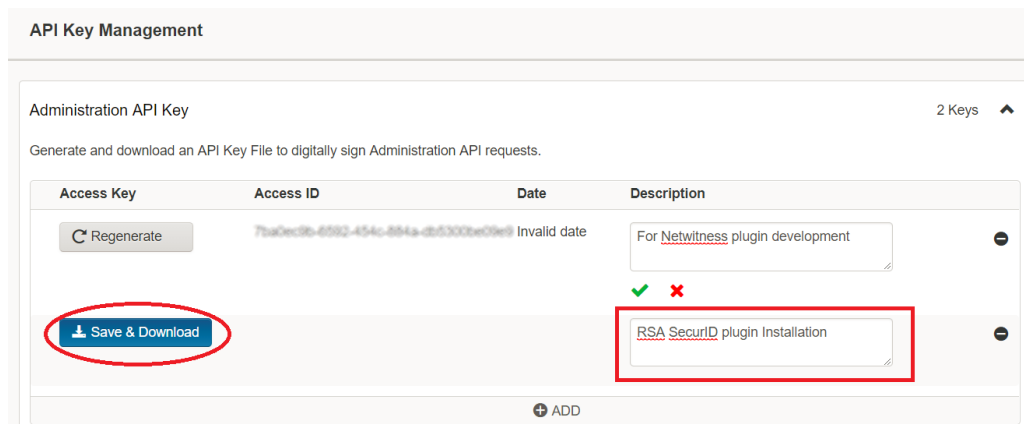 API Key Management
Administration API Key
2 Keys
Generate and download an API Key File to digitally sign Administration API requests.
Access Key Access ID Date Description
Regenerate Invalid date For Netwitness plugin development
Save & Download RSA SecurID plugin Installation
ADD